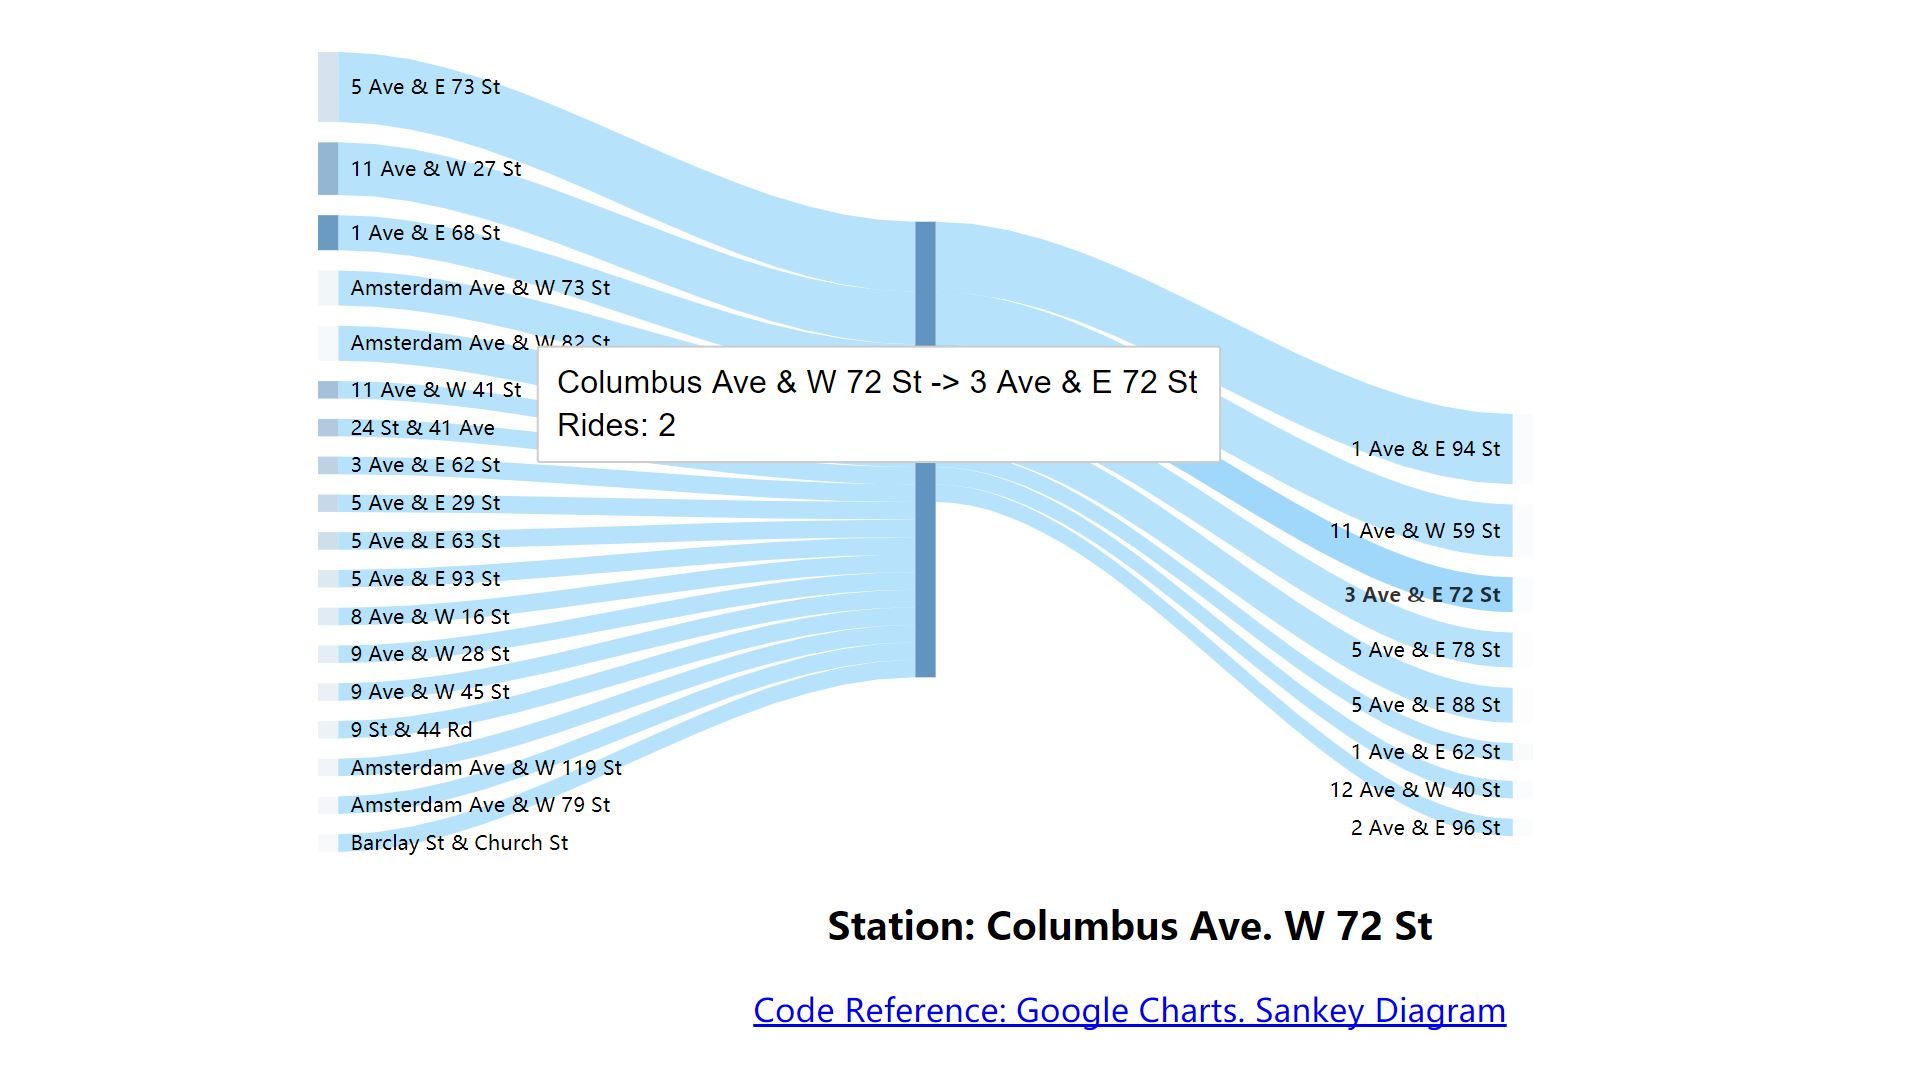 5 Ave & E 73 St
11 Ave & W 27 St
1 Ave & E 68 St
Amsterdam Ave & W 73 St
Amsterdam Ave & W 82 St
11 Ave & W 41 St
24 St & 41 Ave
3 Ave & E 62 St
5 Ave & E 29 St
5 Ave & E 63 St
5 Ave & E 93 St
8 Ave & W 16 St
9 Ave & W 28 St
9 Ave & W 45 St
9 St & 44 Rd
Amsterdam Ave & W 119 St
Amsterdam Ave & W 79 St
Barclay St & Church St
Columbus Ave & W 72 St -> 3 Ave & E 72 St
Rides: 2
1 Ave & E 94 St
11 Ave & W 59 St
3 Ave & E 72 St
5 Ave & E 78 St
5 Ave & E 88 St
1 Ave & E 62 St
12 Ave & W 40 St
2 Ave & E 96 St
Station: Columbus Ave. W 72 St
Code Reference: Google Charts. Sankey Diagram